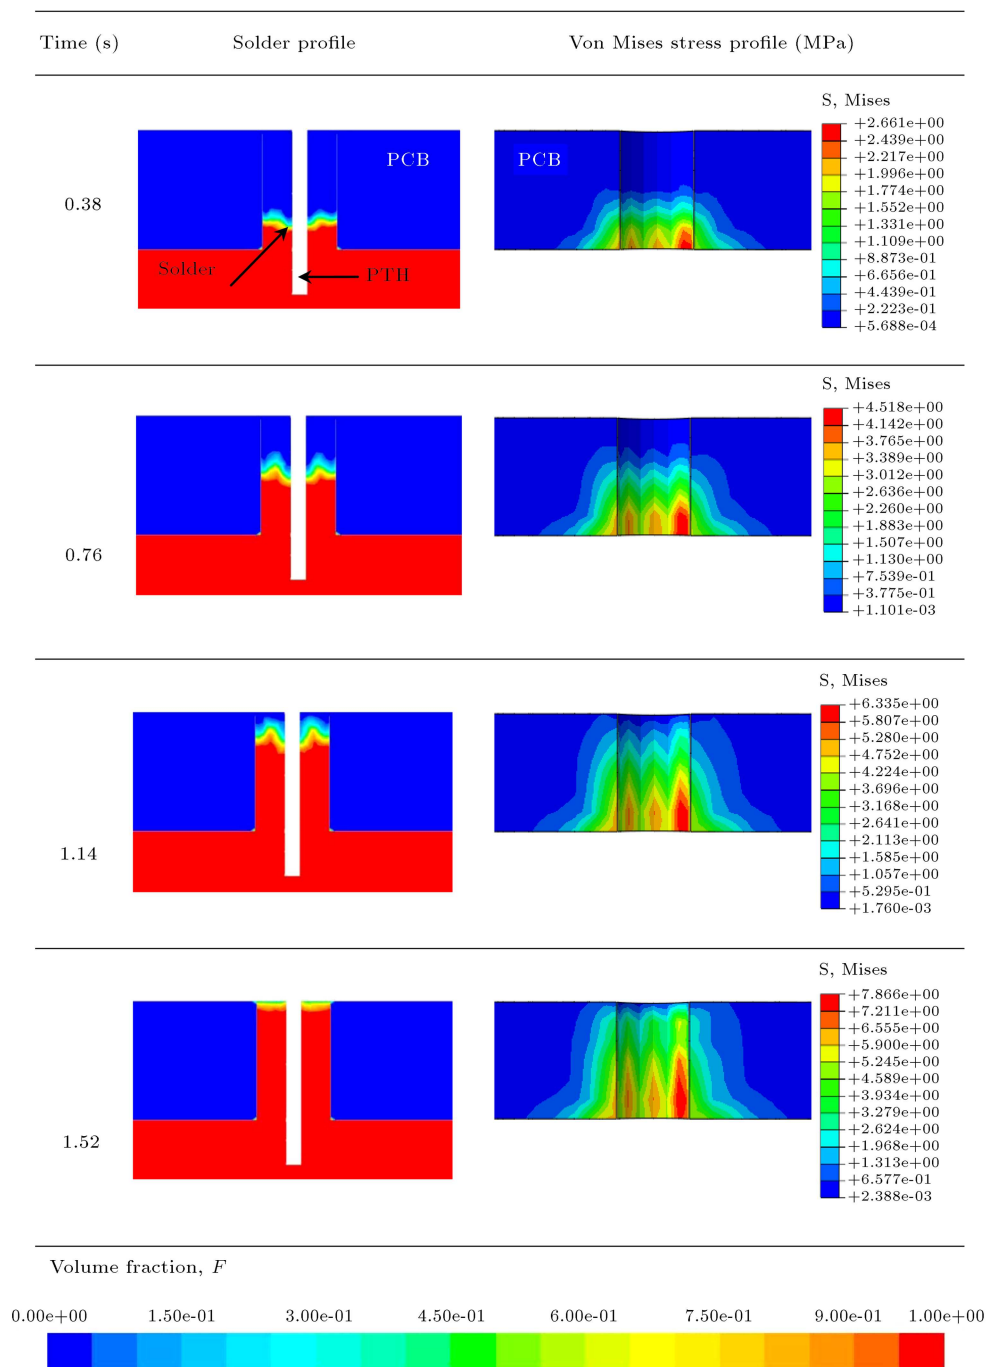 Time (s) Solder profile Von Mises stress profile (MPa)
S, Mises
+2.661e+00
+2.439e+00
+2.217e+00
+1.996e+00
+1.774e+00
+1.552e+00
+1.331e+00
+1.109e+00
+8.873e-01
+6.656e-01
+4.439e-01
+2.223e-01
+5.688e-04
PCB
PCB
0.38
Solder
PTH
S, Mises
+4.518e+00
+4.142e+00
+3.765e+00
+3.389e+00
+3.012e+00
+2.636e+00
+2.260e+00
+1.883e+00
+1.507e+00
+1.130e+00
+7.539e-01
+3.775e-01
+1.101e-03
0.76
S, Mises
+6.335e+00
+5.807e+00
+5.280e+00
+4.752e+00
+4.224e+00
+3.696e+00
+3.168e+00
+2.641e+00
+2.113e+00
+1.585e+00
+1.057e+00
+5.295e-01
+1.760e-03
1.14
S, Mises
+7.866e+00
+7.211e+00
+6.555e+00
+5.900e+00
+5.245e+00
+4.589e+00
+3.934e+00
+3.279e+00
+2.624e+00
+1.968e+00
+1.313e+00
+6.577e-01
+2.388e-03
1.52
Volume fraction, F
0.00e+00 1.50e-01 3.00e-01 4.50e-01 6.00e-01 7.50e-01 9.00e-01 1.00e+00